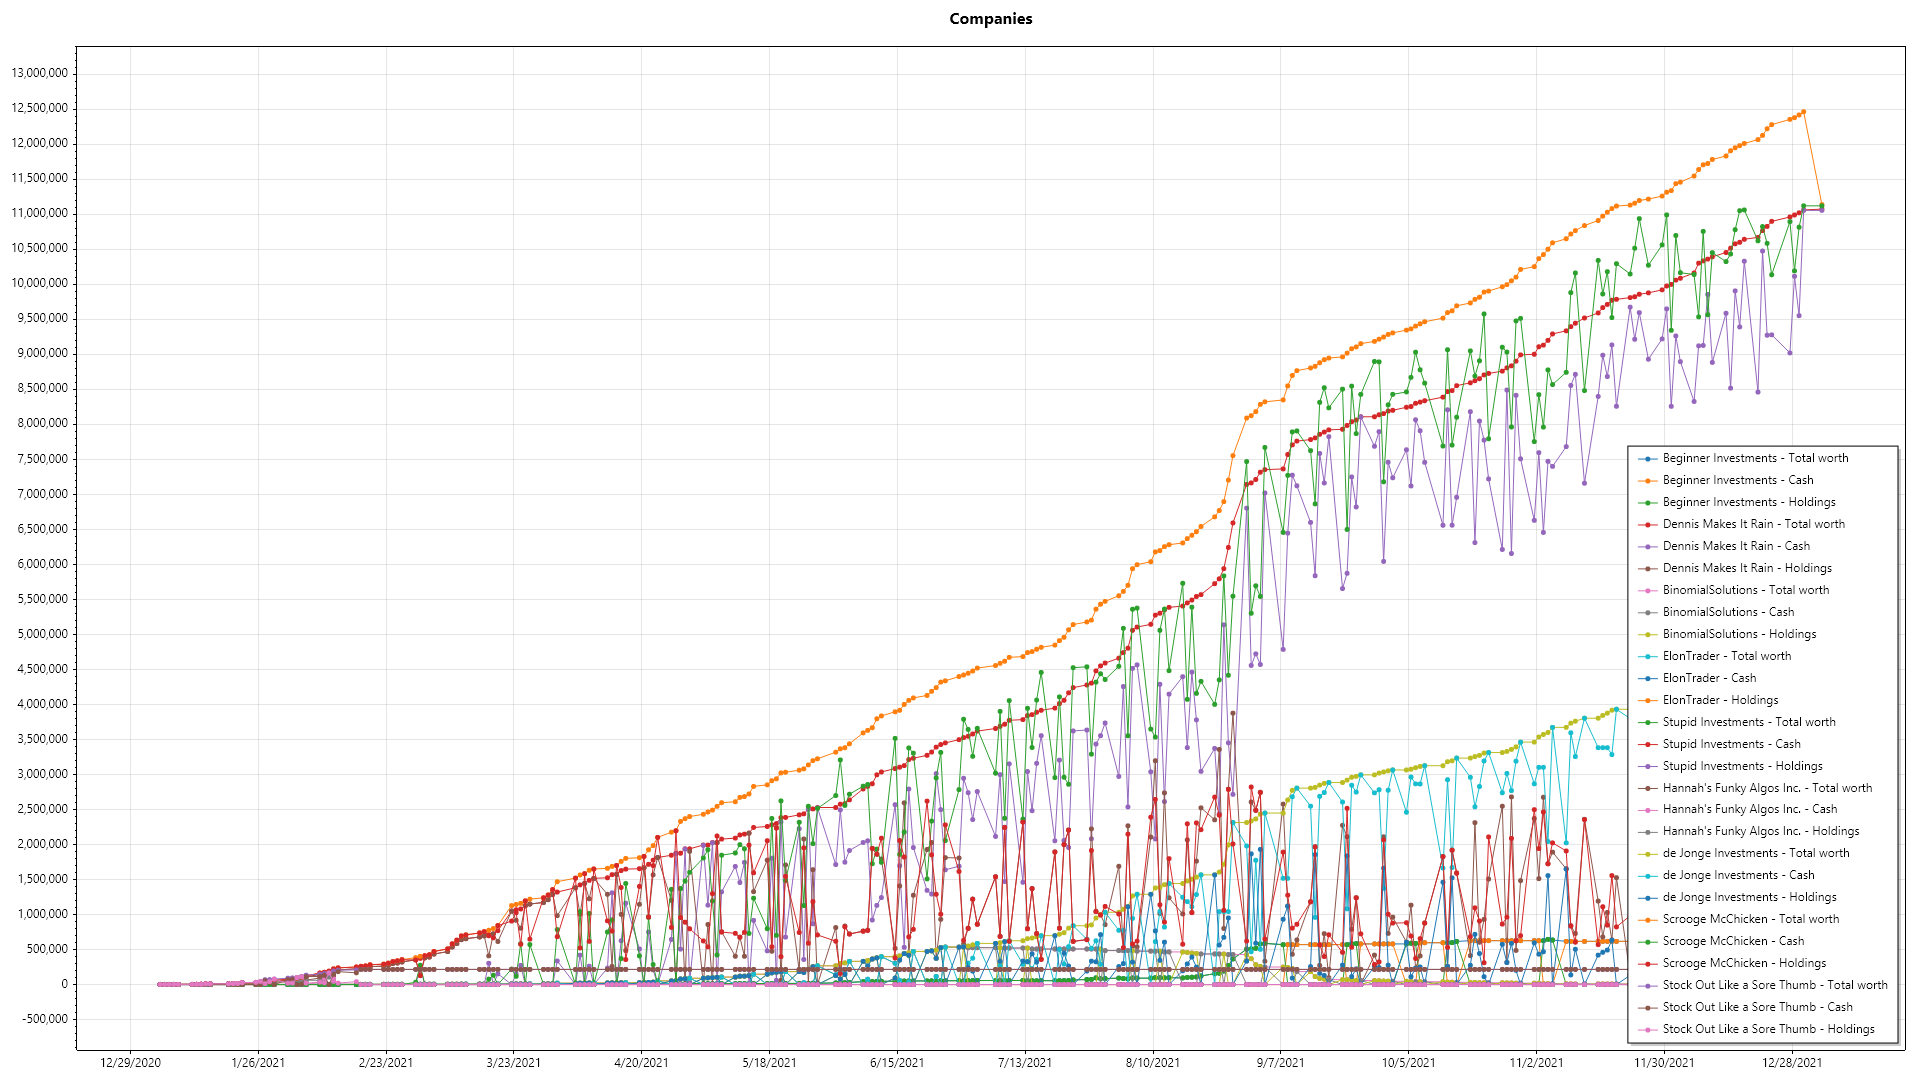 Companies
13,000,000
12,500,000
12,000,000
11,500,000
11,000,000
10,500,000
10,000,000
9,500,000
9,000,000
8,500,000
8,000,000
7,500,000
7,000,000
6,500,000
6,000,000
5,500,000
5,000,000
4,500,000
4,000,000
3,500,000
3,000,000
2,500,000
2,000,000
1,500,000
1,000,000
500,000
0
-500,000
Beginner Investments - Total worth
Beginner Investments - Cash
Beginner Investments - Holdings
Dennis Makes It Rain - Total worth
Dennis Makes It Rain - Cash
Dennis Makes It Rain - Holdings
BinomialSolutions - Total worth
BinomialSolutions - Cash
BinomialSolutions - Holdings
ElonTrader - Total worth
ElonTrader - Cash
ElonTrader - Holdings
Stupid Investments - Total worth
Stupid Investments - Cash
Stupid Investments - Holdings
Hannah's Funky Algos Inc. - Total worth
Hannah's Funky Algos Inc. - Cash
Hannah's Funky Algos Inc. - Holdings
de Jonge Investments - Total worth
de Jonge Investments - Cash
de Jonge Investments - Holdings
Scrooge McChicken - Total worth
Scrooge McChicken - Cash
Scrooge McChicken - Holdings
Stock Out Like a Sore Thumb - Total worth
Stock Out Like a Sore Thumb - Cash
Stock Out Like a Sore Thumb - Holdings
12/29/2020 1/26/2021 2/23/2021 3/23/2021 4/20/2021 5/18/2021 6/15/2021 7/13/2021 8/10/2021 9/7/2021 10/5/2021 11/2/2021 11/30/2021 12/28/2021